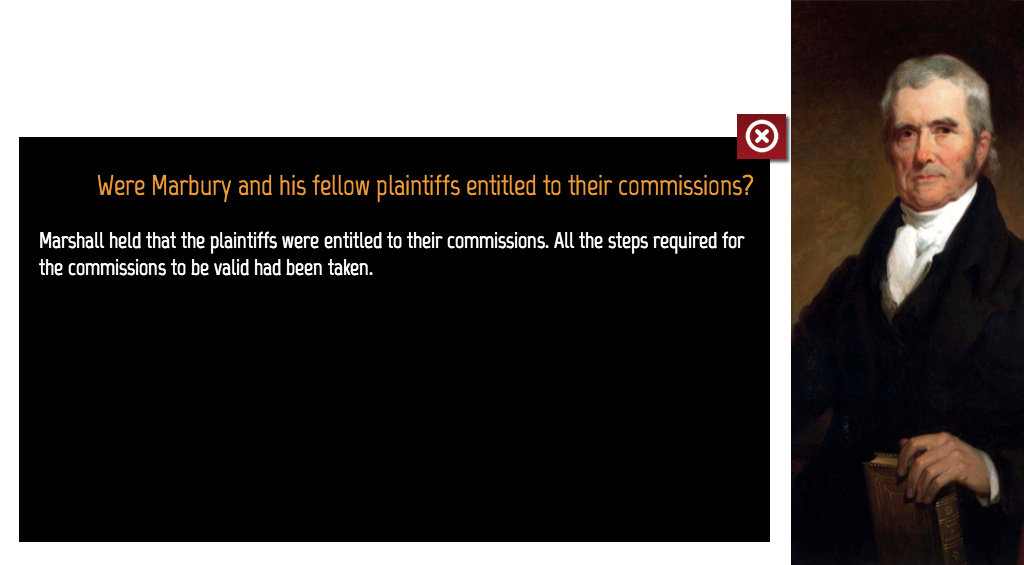 Were Marbury and his fellow plaintiffs entitled to their commissions?
Marshall held that the plaintiffs were entitled to their commissions. All the steps required for
the commissions to be valid had been taken.